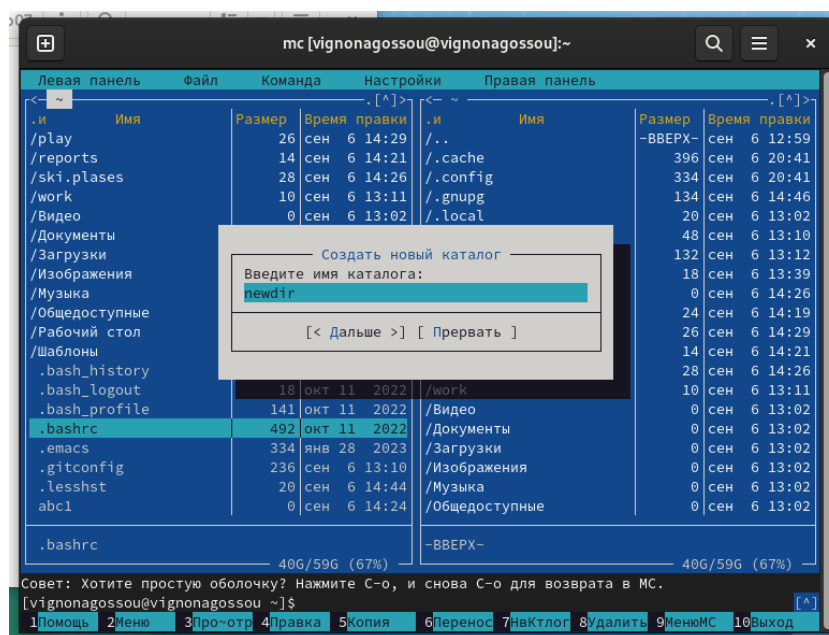 mc [vignonagossou@vignonagossou]:~
Левая панель Файл Команда Настройки Правая панель
<— ~ .[^]> <— ~ .[^]>
.и Имя Размер Время правки .и Имя Размер Время правки
/play 26 сен 6 14:29 /.. -ВВЕРХ- сен 6 12:59
/reports 14 сен 6 14:21 /.cache 396 сен 6 20:41
/ski.plases 28 сен 6 14:26 /.config 334 сен 6 20:41
/work 10 сен 6 13:11 /.gnupg 134 сен 6 14:46
/Видео 0 сен 6 13:02 /.local 20 сен 6 13:02
/Документы 48 сен 6 13:10
/Загрузки Создать новый каталог 132 сен 6 13:12
/Изображения Введите имя каталога: 18 сен 6 13:39
/Музыка newdir 0 сен 6 14:26
/Общедоступные 24 сен 6 14:19
/Рабочий стол [< Дальше >] [ Прервать ] 26 сен 6 14:29
/Шаблоны 14 сен 6 14:21
.bash_history 28 сен 6 14:26
.bash_logout 18 окт 11 2022 /work 10 сен 6 13:11
.bash_profile 141 окт 11 2022 /Видео 0 сен 6 13:02
.bashrc 492 окт 11 2022 /Документы 0 сен 6 13:02
.emacs 334 янв 28 2023 /Загрузки 0 сен 6 13:02
.gitconfig 236 сен 6 13:10 /Изображения 0 сен 6 13:02
.lesshst 20 сен 6 14:44 /Музыка 0 сен 6 13:02
abc1 0 сен 6 14:24 /Общедоступные 0 сен 6 13:02
.bashrc -ВВЕРХ-
40G/59G (67%) 40G/59G (67%)
Совет: Хотите простую оболочку? Нажмите C-o, и снова C-o для возврата в MC.
[vignonagossou@vignonagossou ~]$ [^]
1Помощь 2Меню 3Про~отр 4Правка 5Копия 6Перенос 7НвКтлог 8Удалить 9МенюMC 10Выход